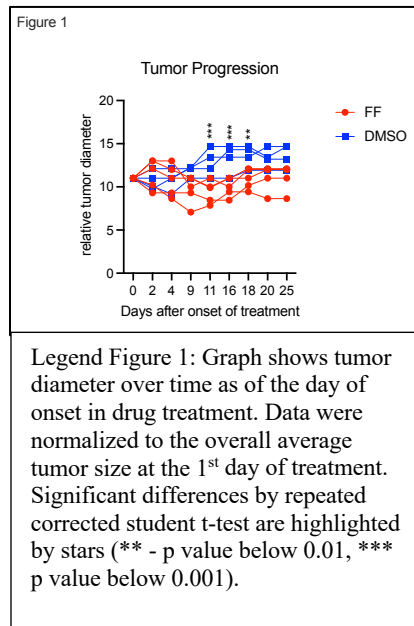 Figure 1
Tumor Progression
FF
DMSO
*** *** **
20
15
10
5
0
relative tumor diameter
0 2 4 9 11 16 18 20 25
Days after onset of treatment
Legend Figure 1: Graph shows tumor
diameter over time as of the day of
onset in drug treatment. Data were
normalized to the overall average
tumor size at the 1st day of treatment.
Significant differences by repeated
corrected student t-test are highlighted
by stars (** - p value below 0.01, ***
p value below 0.001).